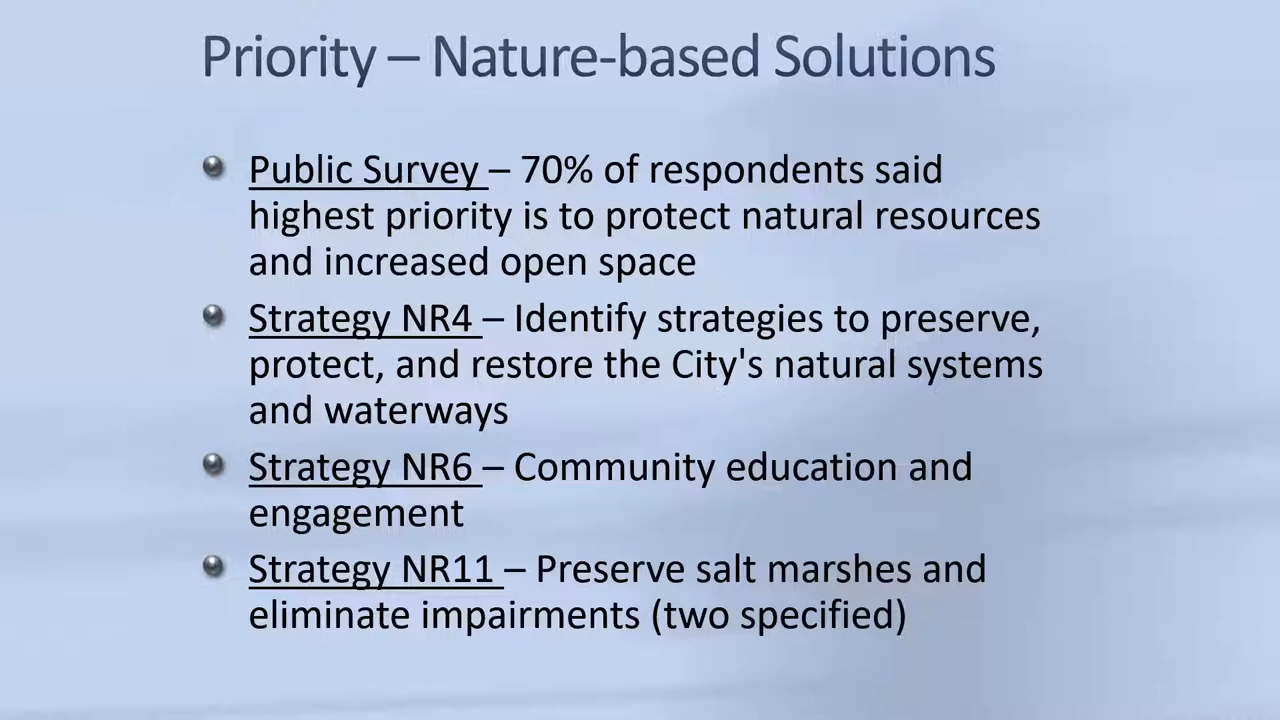 Priority – Nature-based Solutions
Public Survey – 70% of respondents said
highest priority is to protect natural resources
and increased open space
Strategy NR4 – Identify strategies to preserve,
protect, and restore the City's natural systems
and waterways
Strategy NR6 – Community education and
engagement
Strategy NR11 – Preserve salt marshes and
eliminate impairments (two specified)